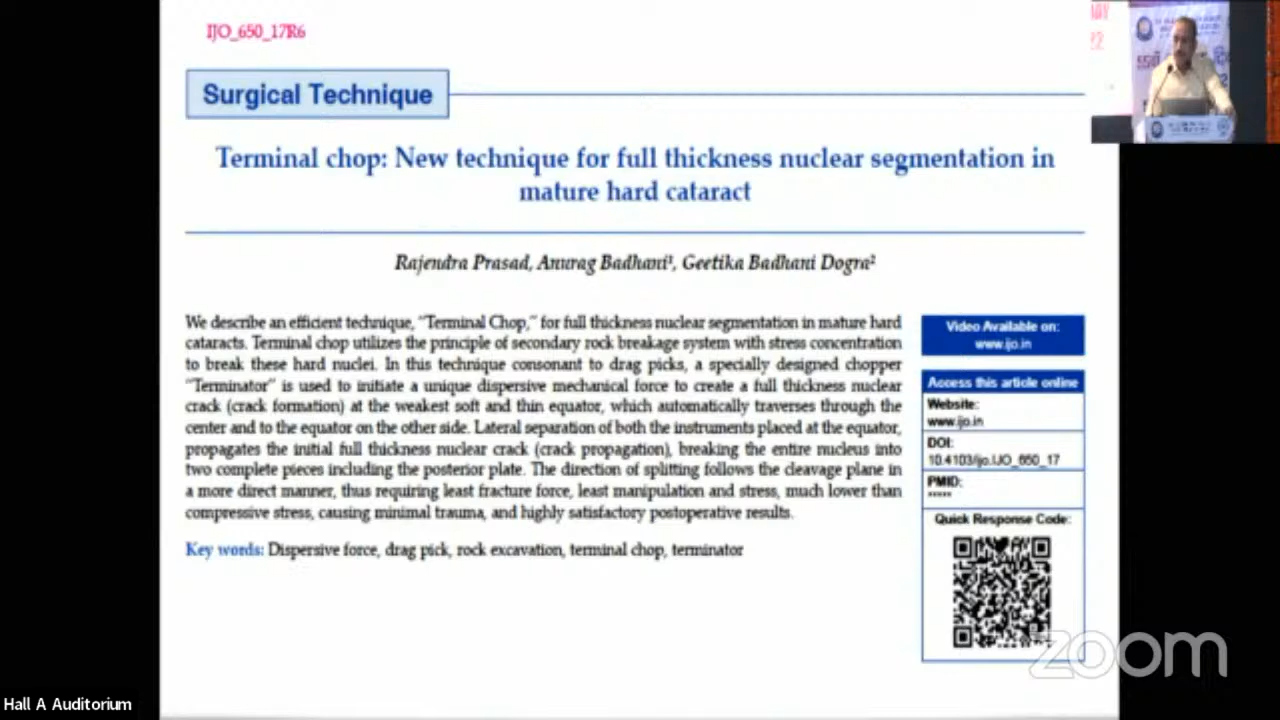 IJO_650_17R6
Surgical Technique
Terminal chop: New technique for full thickness nuclear segmentation in
mature hard cataract
Rajendra Prasad, Anurag Badhani¹, Geetika Badhani Dogra²
We describe an efficient technique, “Terminal Chop,” for full thickness nuclear segmentation in mature hard
cataracts. Terminal chop utilizes the principle of secondary rock breakage system with stress concentration
to break these hard nuclei. In this technique consonant to drag picks, a specially designed chopper
“Terminator” is used to initiate a unique dispersive mechanical force to create a full thickness nuclear
crack (crack formation) at the weakest soft and thin equator, which automatically traverses through the
center and to the equator on the other side. Lateral separation of both the instruments placed at the equator,
propagates the initial full thickness nuclear crack (crack propagation), breaking the entire nucleus into
two complete pieces including the posterior plate. The direction of splitting follows the cleavage plane in
a more direct manner, thus requiring least fracture force, least manipulation and stress, much lower than
compressive stress, causing minimal trauma, and highly satisfactory postoperative results.
Key words: Dispersive force, drag pick, rock excavation, terminal chop, terminator
Video Available on:
www.ijo.in
Access this article online
Website:
www.ijo.in
DOI:
10.4103/ijo.IJO_650_17
PMID:
*****
Quick Response Code:
zoom
Hall A Auditorium